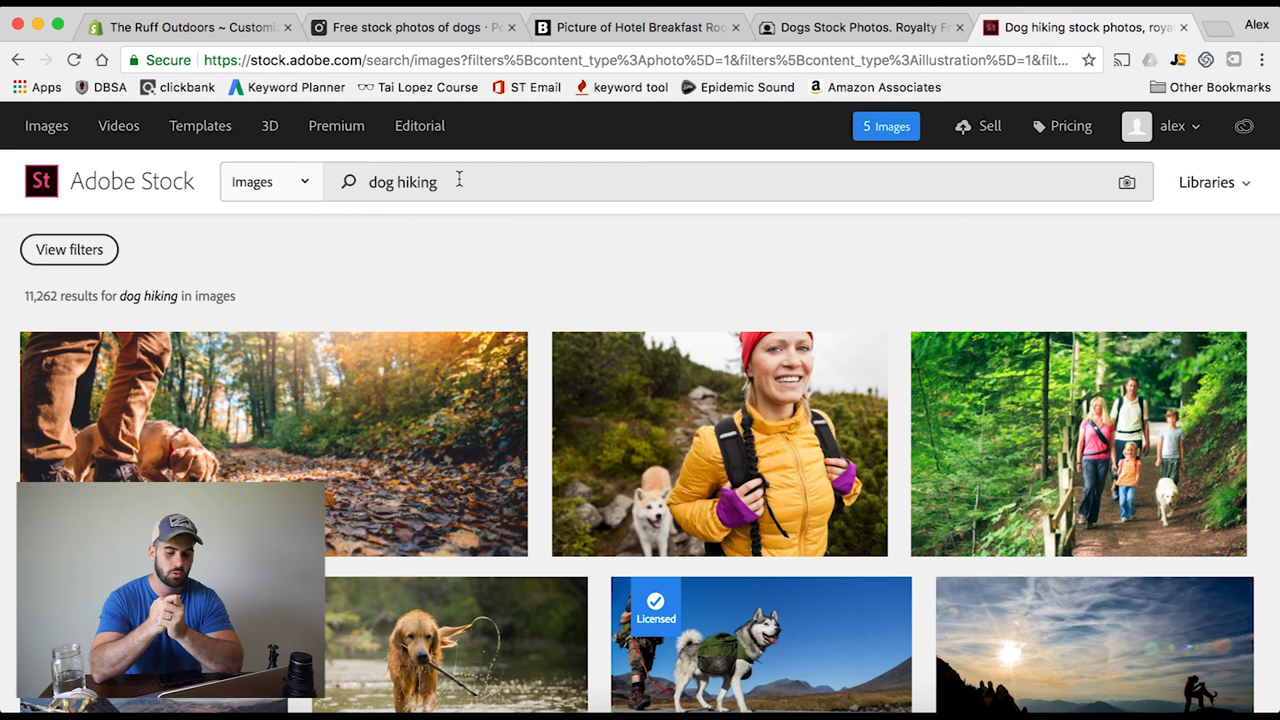 The Ruff Outdoors ~ Customi
Free stock photos of dogs · Pe
Picture of Hotel Breakfast Roo
Dogs Stock Photos. Royalty Fr
Dog hiking stock photos, roya
Alex
Secure
https://stock.adobe.com/search/images?filters%5Bcontent_type%3Aphoto%5D=1&filters%5Bcontent_type%3Aillustration%5D=1&filt...
Apps
DBSA
clickbank
Keyword Planner
Tai Lopez Course
ST Email
keyword tool
Epidemic Sound
Amazon Associates
Other Bookmarks
Images
Videos
Templates
3D
Premium
Editorial
5 Images
Sell
Pricing
alex
St
Adobe Stock
Images
dog hiking
Libraries
View filters
11,262 results for dog hiking in images
Licensed